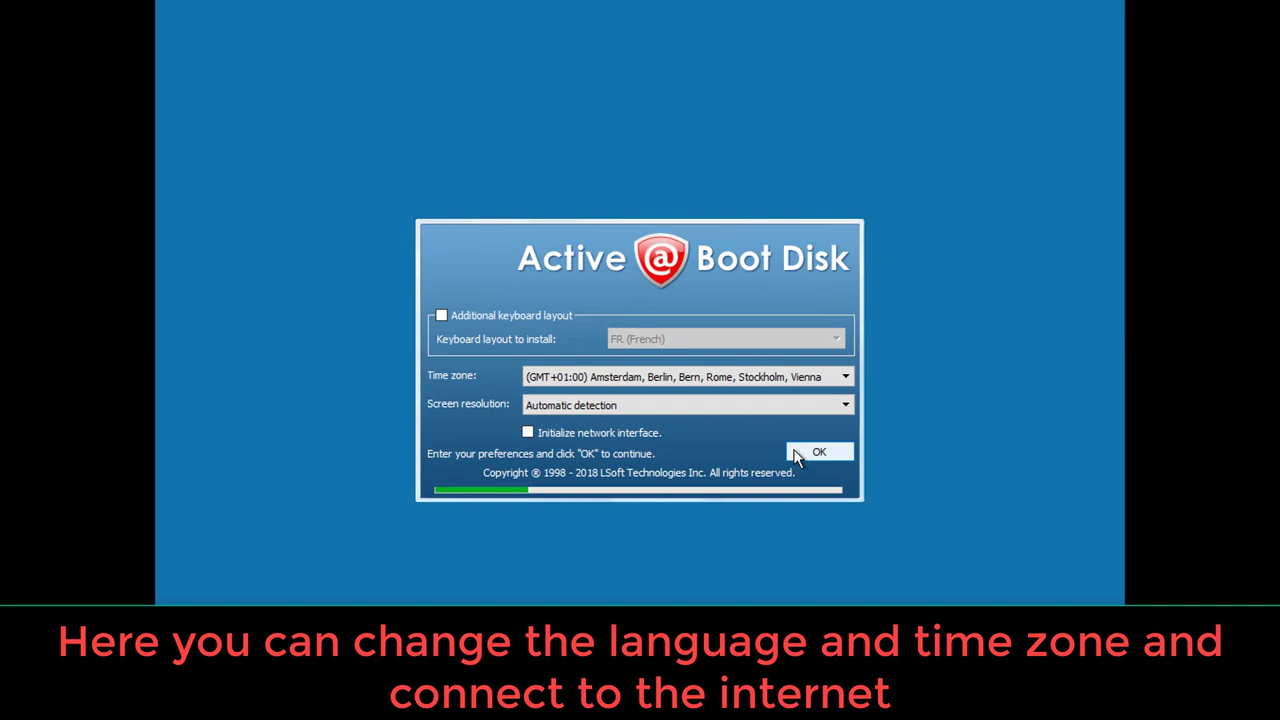 Active @ Boot Disk
Additional keyboard layout
Keyboard layout to install: FR (French)
Time zone: (GMT+01:00) Amsterdam, Berlin, Bern, Rome, Stockholm, Vienna
Screen resolution: Automatic detection
Initialize network interface.
Enter your preferences and click "OK" to continue. OK
Copyright ® 1998 - 2018 LSoft Technologies Inc. All rights reserved.
Here you can change the language and time zone and
connect to the internet